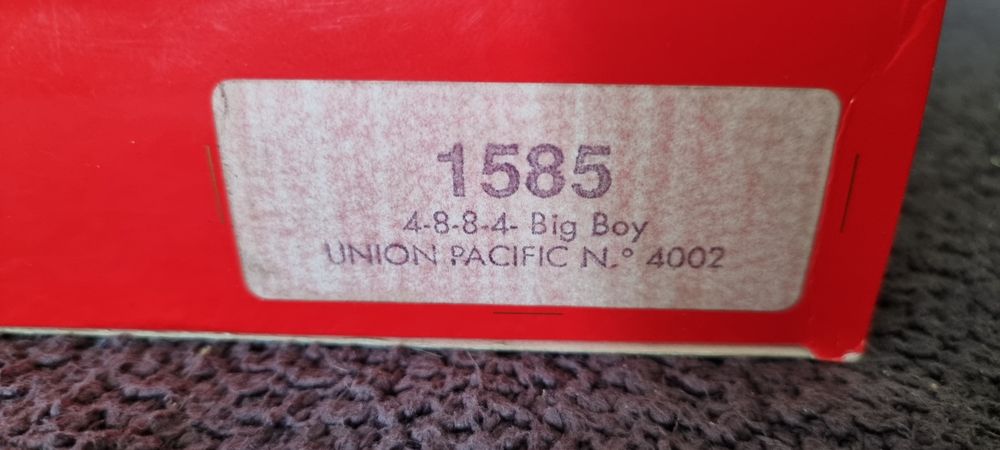 1585
4-8-8-4- Big Boy
UNION PACIFIC N.° 4002